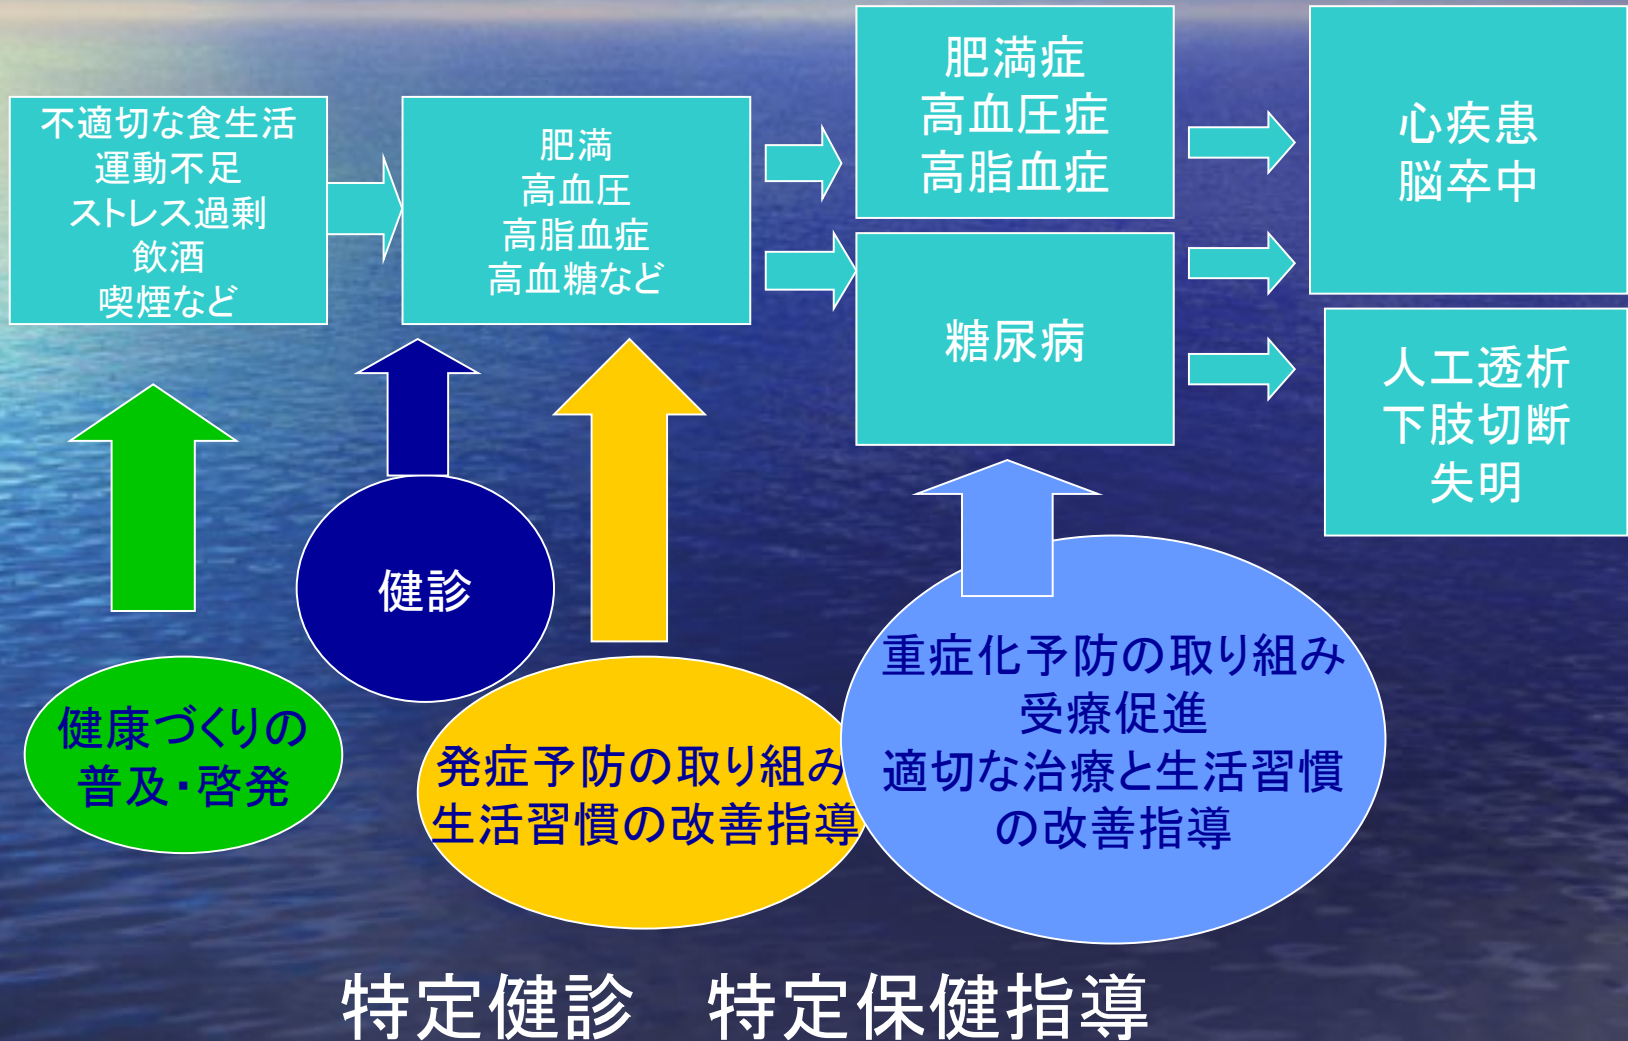 不適切な食生活
運動不足
ストレス過剰
飲酒
喫煙など
肥満
高血圧
高脂血症
高血糖など
肥満症
高血圧症
高脂血症
糖尿病
心疾患
脳卒中
人工透析
下肢切断
失明
健康づくりの
普及・啓発
健診
発症予防の取り組み
生活習慣の改善指導
重症化予防の取り組み
受療促進
適切な治療と生活習慣
の改善指導
特定健診　特定保健指導